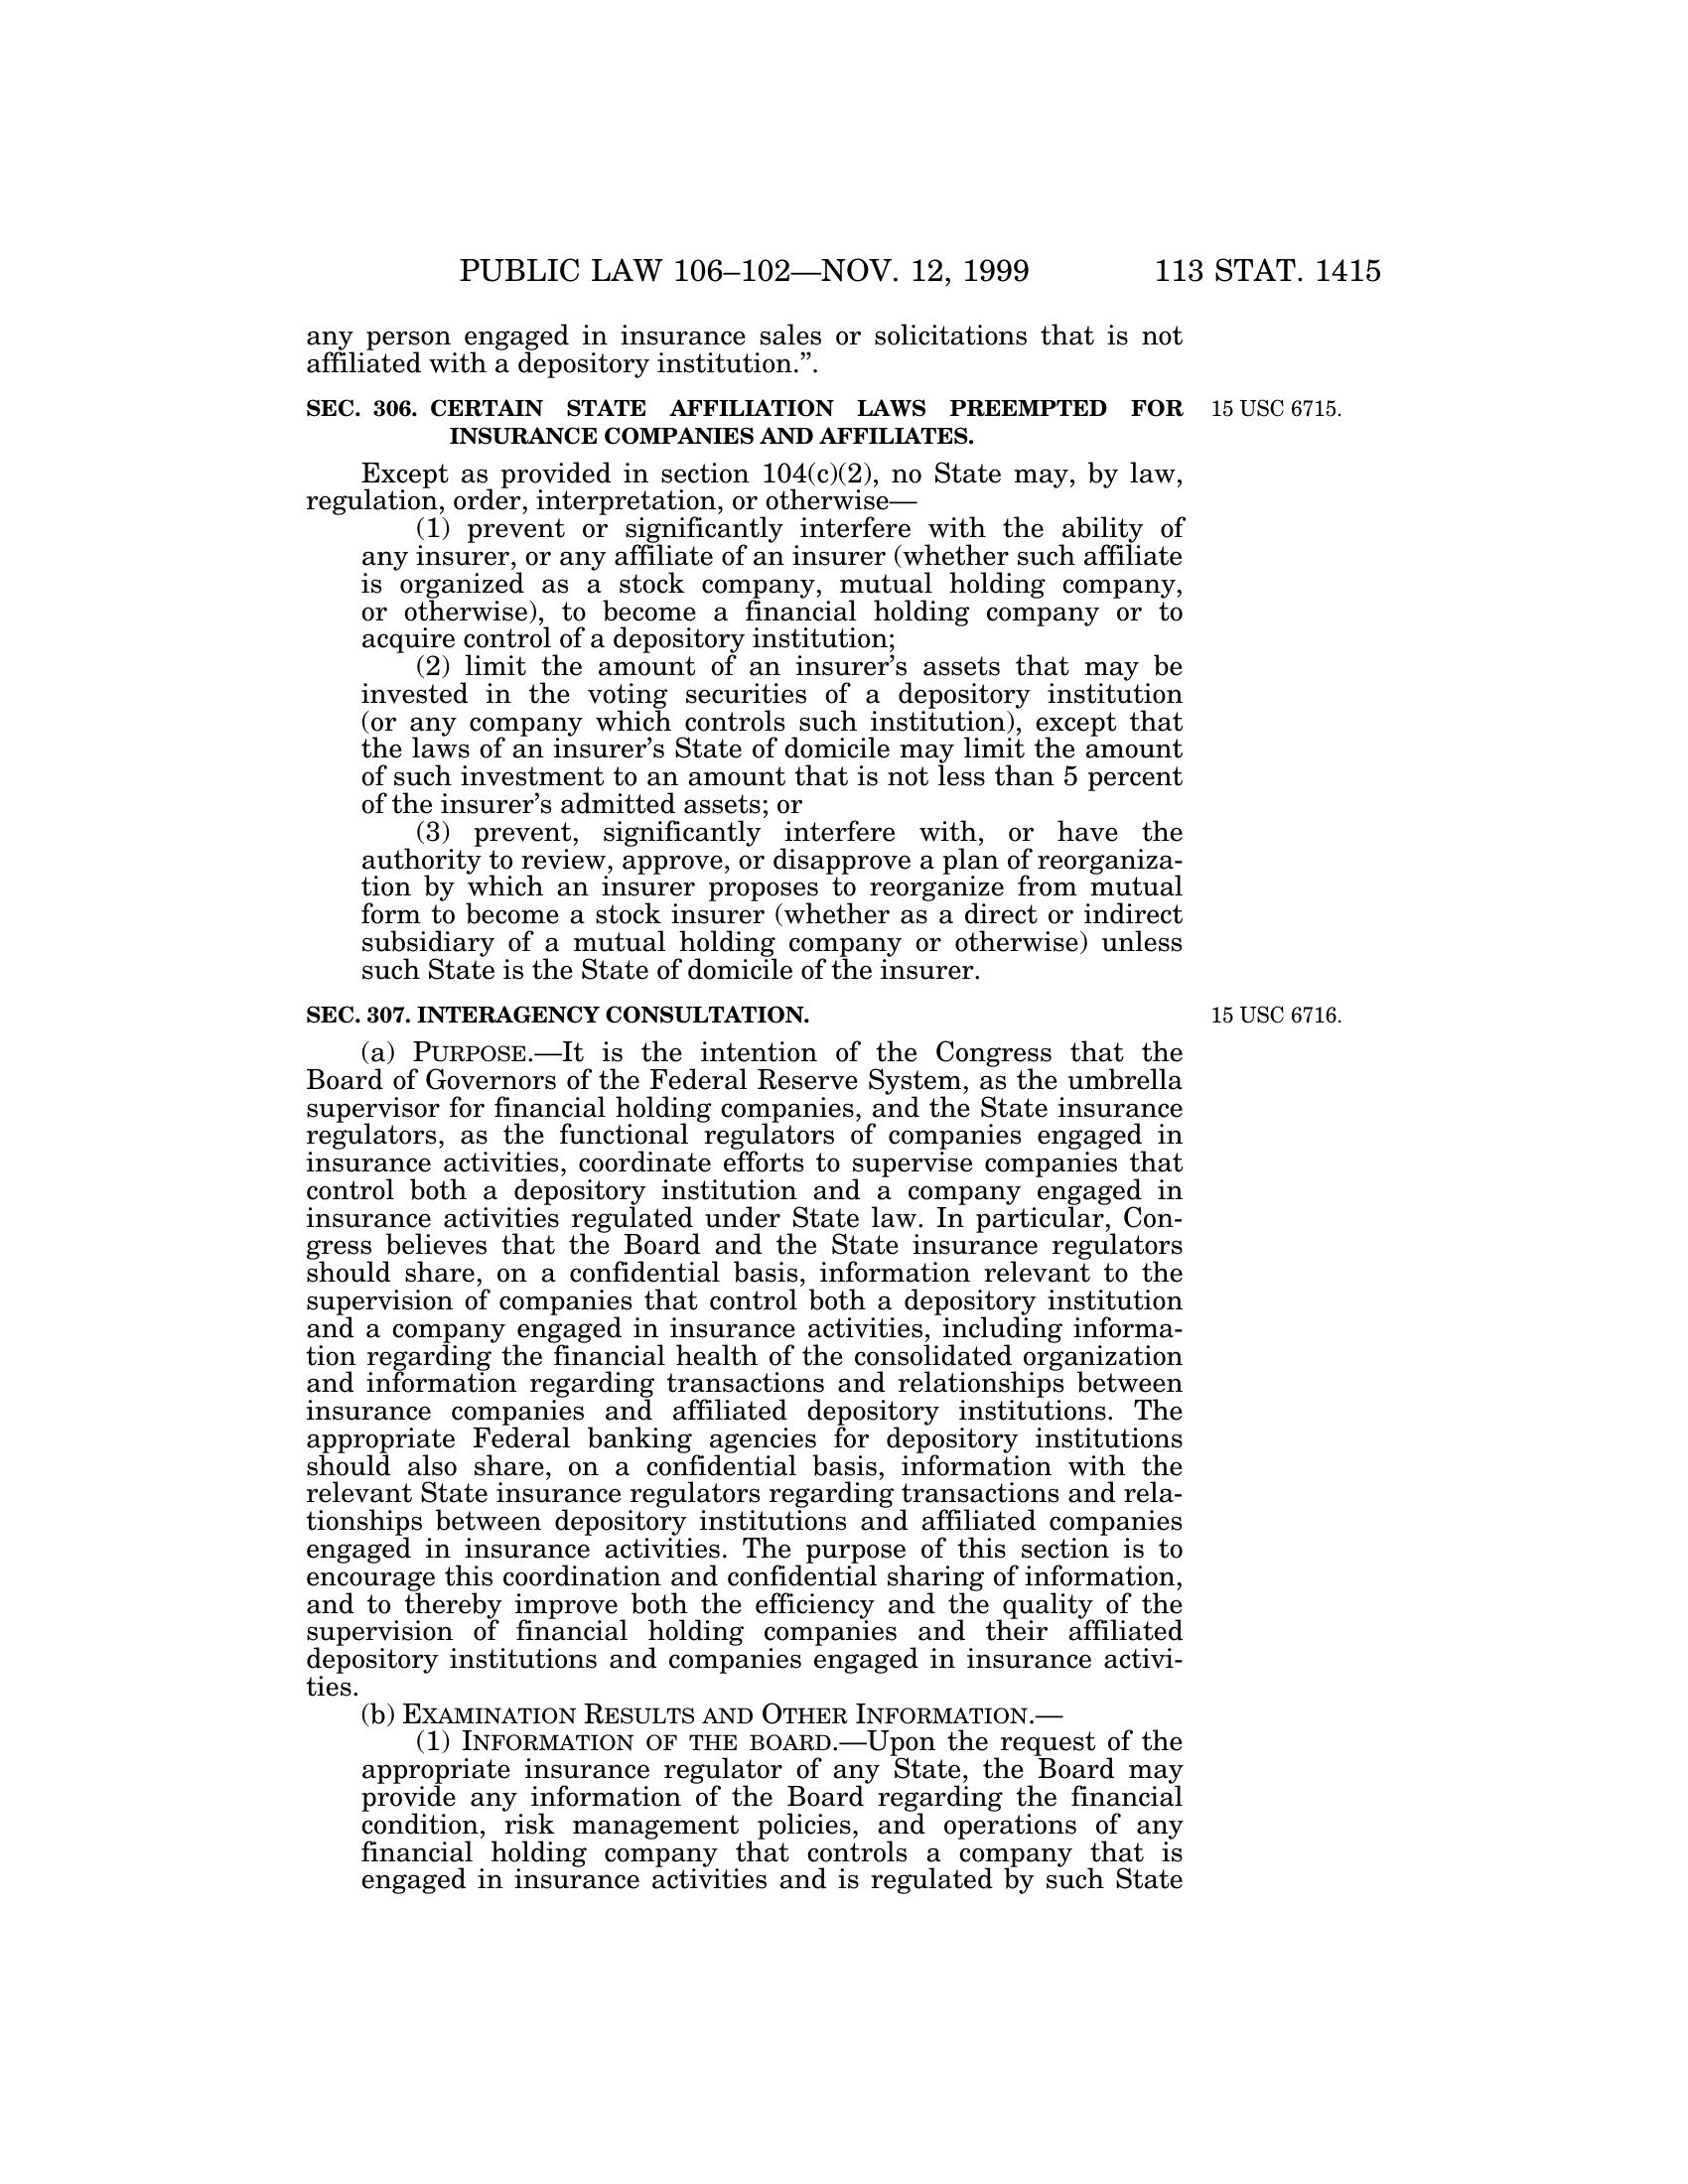 PUBLIC LAW 106–102—NOV. 12, 1999 113 STAT. 1415
any person engaged in insurance sales or solicitations that is not
affiliated with a depository institution.”.
SEC. 306. CERTAIN STATE AFFILIATION LAWS PREEMPTED FOR 15 USC 6715.
INSURANCE COMPANIES AND AFFILIATES.
Except as provided in section 104(c)(2), no State may, by law,
regulation, order, interpretation, or otherwise—
(1) prevent or significantly interfere with the ability of
any insurer, or any affiliate of an insurer (whether such affiliate
is organized as a stock company, mutual holding company,
or otherwise), to become a financial holding company or to
acquire control of a depository institution;
(2) limit the amount of an insurer’s assets that may be
invested in the voting securities of a depository institution
(or any company which controls such institution), except that
the laws of an insurer’s State of domicile may limit the amount
of such investment to an amount that is not less than 5 percent
of the insurer’s admitted assets; or
(3) prevent, significantly interfere with, or have the
authority to review, approve, or disapprove a plan of reorganiza-
tion by which an insurer proposes to reorganize from mutual
form to become a stock insurer (whether as a direct or indirect
subsidiary of a mutual holding company or otherwise) unless
such State is the State of domicile of the insurer.
SEC. 307. INTERAGENCY CONSULTATION. 15 USC 6716.
(a) PURPOSE.—It is the intention of the Congress that the
Board of Governors of the Federal Reserve System, as the umbrella
supervisor for financial holding companies, and the State insurance
regulators, as the functional regulators of companies engaged in
insurance activities, coordinate efforts to supervise companies that
control both a depository institution and a company engaged in
insurance activities regulated under State law. In particular, Con-
gress believes that the Board and the State insurance regulators
should share, on a confidential basis, information relevant to the
supervision of companies that control both a depository institution
and a company engaged in insurance activities, including informa-
tion regarding the financial health of the consolidated organization
and information regarding transactions and relationships between
insurance companies and affiliated depository institutions. The
appropriate Federal banking agencies for depository institutions
should also share, on a confidential basis, information with the
relevant State insurance regulators regarding transactions and rela-
tionships between depository institutions and affiliated companies
engaged in insurance activities. The purpose of this section is to
encourage this coordination and confidential sharing of information,
and to thereby improve both the efficiency and the quality of the
supervision of financial holding companies and their affiliated
depository institutions and companies engaged in insurance activi-
ties.
(b) EXAMINATION RESULTS AND OTHER INFORMATION.—
(1) INFORMATION OF THE BOARD.—Upon the request of the
appropriate insurance regulator of any State, the Board may
provide any information of the Board regarding the financial
condition, risk management policies, and operations of any
financial holding company that controls a company that is
engaged in insurance activities and is regulated by such State